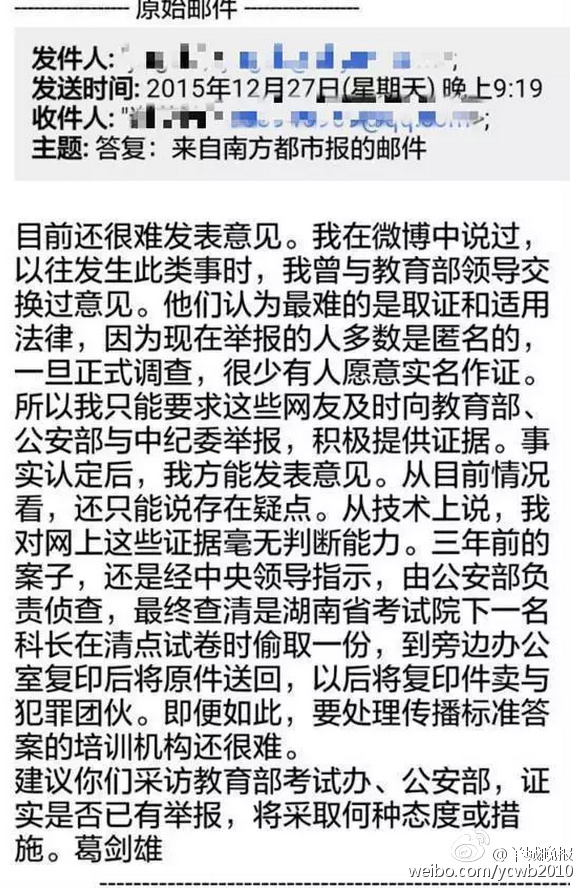 原始邮件
发件人:
发送时间: 2015年12月27日(星期天) 晚上9:19
收件人:
主题: 答复：来自南方都市报的邮件
目前还很难发表意见。我在微博中说过，
以往发生此类事时，我曾与教育部领导交
换过意见。他们认为最难的是取证和适用
法律，因为现在举报的人多数是匿名的，
一旦正式调查，很少有人愿意实名作证。
所以我只能要求这些网友及时向教育部、
公安部与中纪委举报，积极提供证据。事
实认定后，我方能发表意见。从目前情况
看，还只能说存在疑点。从技术上说，我
对网上这些证据毫无判断能力。三年前的
案子，还是经中央领导指示，由公安部负
责侦查，最终查清是湖南省考试院下一名
科长在清点试卷时偷取一份，到旁边办公
室复印后将原件送回，以后将复印件卖与
犯罪团伙。即便如此，要处理传播标准答
案的培训机构还很难。
建议你们采访教育部考试办、公安部，证
实是否已有举报，将采取何种态度或措
施。葛剑雄
@羊城晚报
weibo.com/ycwb2010